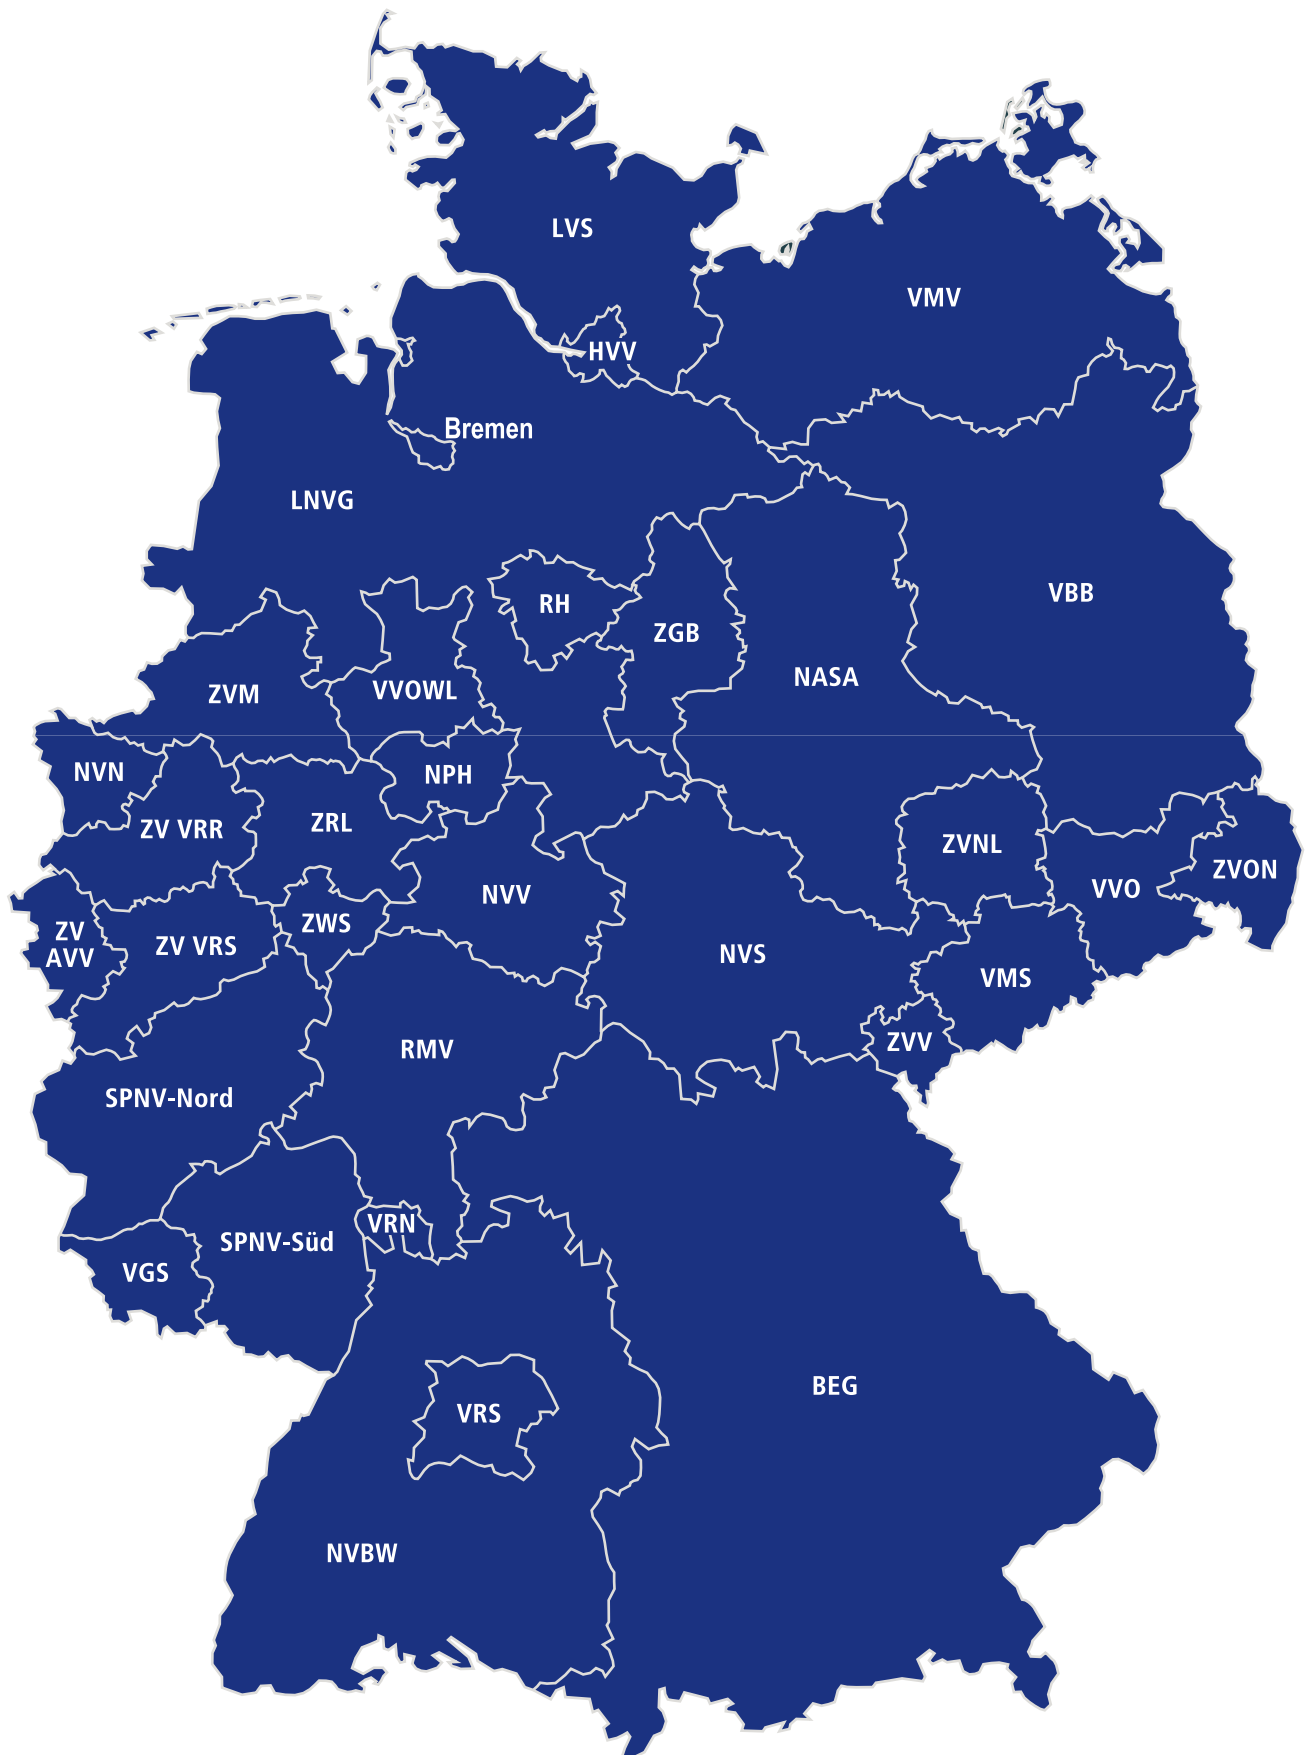 LVS
VMV
HVV
Bremen
LNVG
VBB
RH
ZGB
NASA
ZVM
VVOWL
NVN
NPH
ZV VRR
ZRL
ZVNL
ZVON
VVO
NVV
ZWS
ZV
AVV
ZV VRS
NVS
VMS
ZVV
RMV
SPNV-Nord
VRN
SPNV-Süd
VGS
BEG
VRS
NVBW